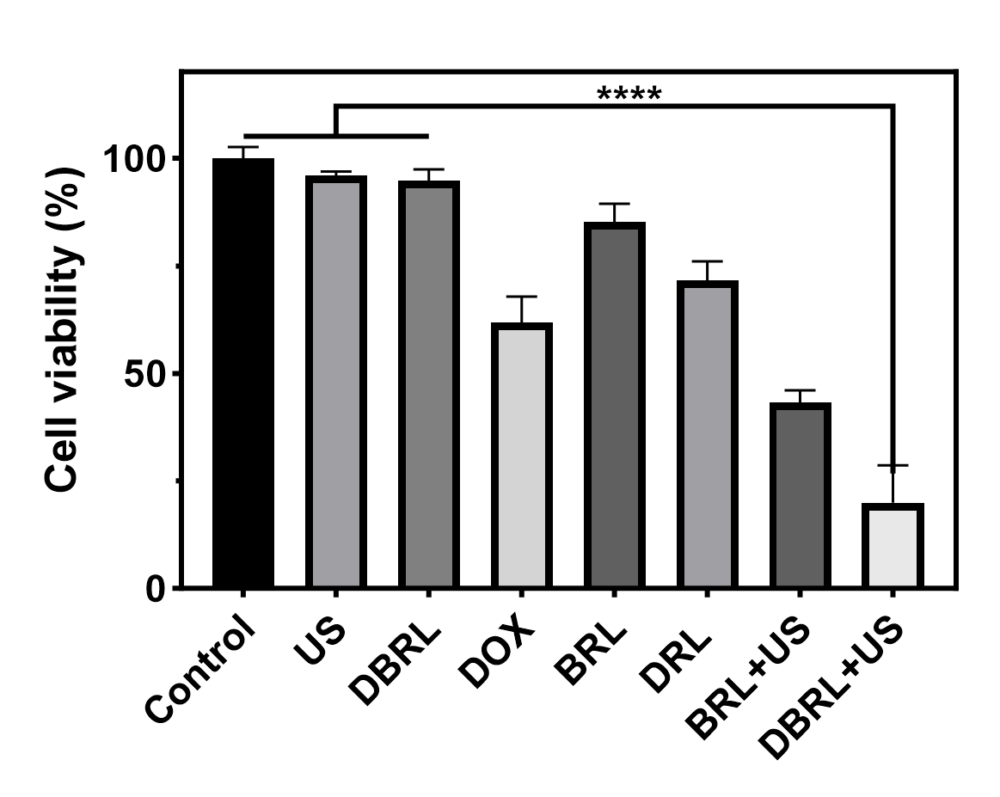 ****
Cell viability (%)
100
50
0
Control
US
DBRL
DOX
BRL
DRL
BRL+US
DBRL+US